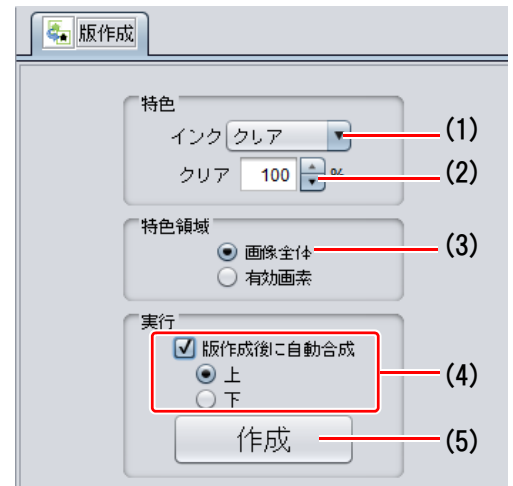 版作成
特色
インク クリア (1)
クリア 100 % (2)
特色領域
画像全体 (3)
有効画素
実行
版作成後に自動合成
上 (4)
下
作成 (5)